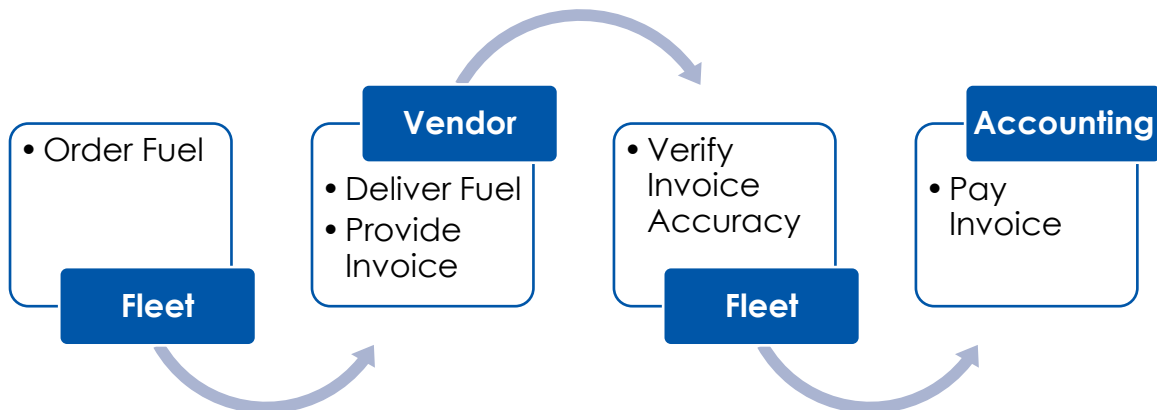 • Order Fuel
Fleet
Vendor
• Deliver Fuel
• Provide
Invoice
• Verify
Invoice
Accuracy
Fleet
Accounting
• Pay
Invoice